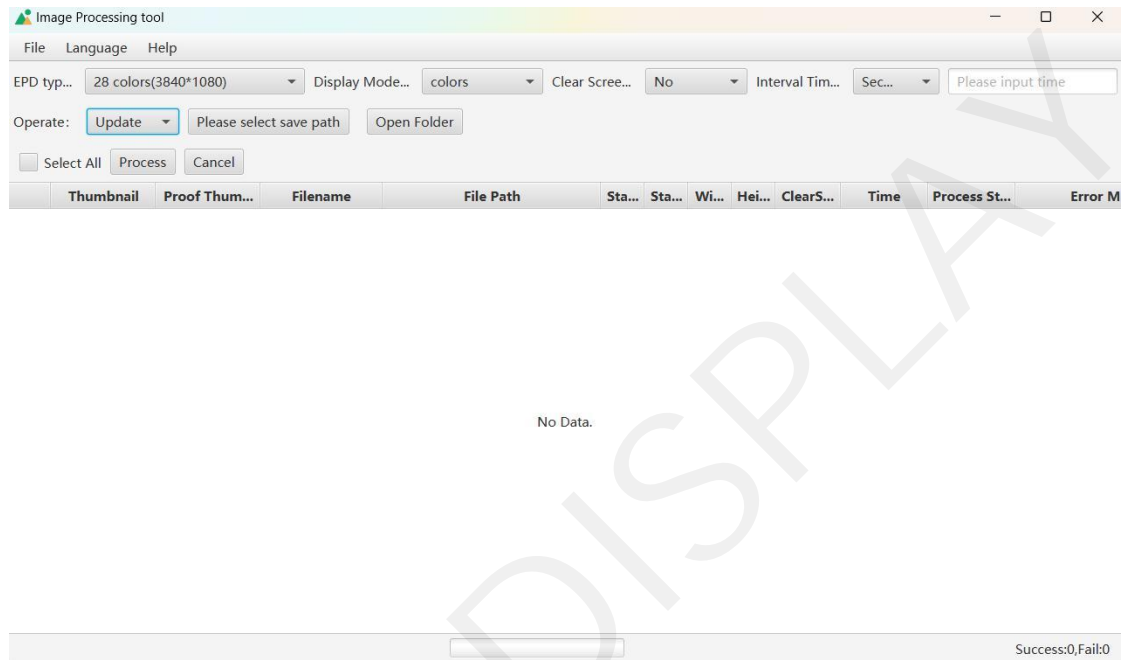 Image Processing tool
File Language Help
EPD typ... 28 colors(3840*1080) Display Mode... colors Clear Scree... No Interval Tim... Sec... Please input time
Operate: Update Please select save path Open Folder
Select All Process Cancel
Thumbnail Proof Thum... Filename File Path Sta... Sta... Wi... Hei... ClearS... Time Process St... Error M
No Data.
DISPLAY
Success:0,Fail:0